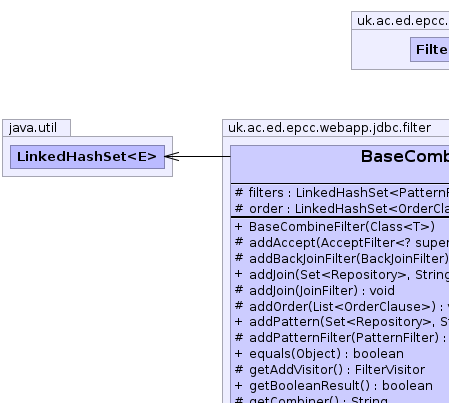 uk.ac.ed.epcc.
Filte
java.util
LinkedHashSet<E>
uk.ac.ed.epcc.webapp.jdbc.filter
BaseComb
# filters : LinkedHashSet<PatternF
# order : LinkedHashSet<OrderCla
+ BaseCombineFilter(Class<T>)
# addAccept(AcceptFilter<? super
# addBackJoinFilter(BackJoinFilter)
+ addJoin(Set<Repository>, String
# addJoin(JoinFilter) : void
# addOrder(List<OrderClause>) : v
+ addPattern(Set<Repository>, St
# addPatternFilter(PatternFilter) :
+ equals(Object) : boolean
# getAddVisitor() : FilterVisitor
+ getBooleanResult() : boolean
# getCombiner() : String